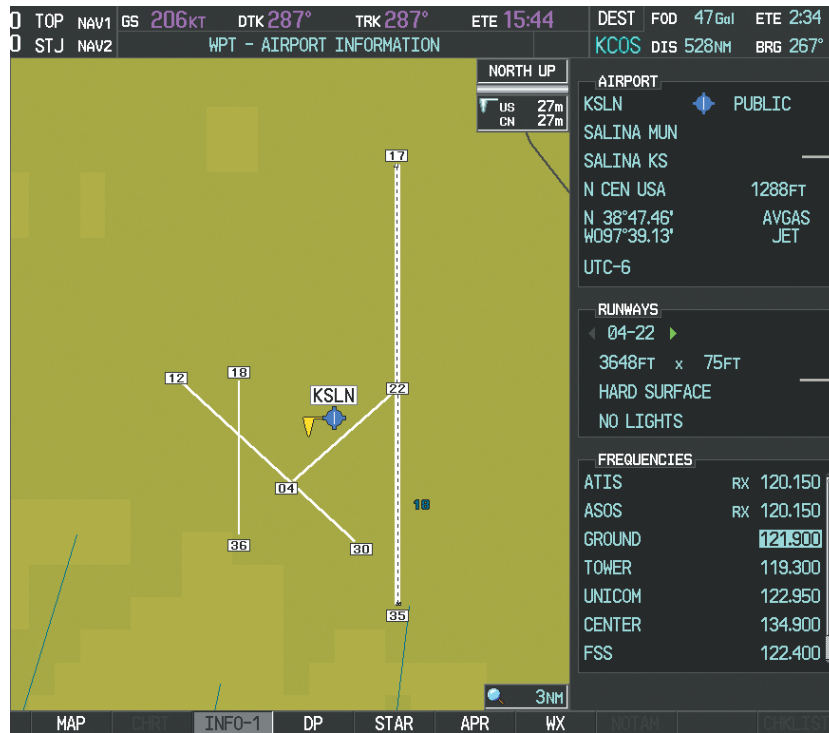 TOP NAV1 GS 206KT DTK 287° TRK 287° ETE 15:44 DEST FOD 47Gal ETE 2:34
STJ NAV2 WPT – AIRPORT INFORMATION KCOS DIS 528NM BRG 267°
NORTH UP
US 27m
CN 27m
17
12
18
22
KSLN
04
18
36
30
35
3NM
AIRPORT
KSLN PUBLIC
SALINA MUN
SALINA KS
N CEN USA 1288FT
N 38°47.46' AVGAS
W097°39.13' JET
UTC-6
RUNWAYS
04-22
3648FT x 75FT
HARD SURFACE
NO LIGHTS
FREQUENCIES
ATIS RX 120.150
ASOS RX 120.150
GROUND 121.900
TOWER 119.300
UNICOM 122.950
CENTER 134.900
FSS 122.400
MAP CHRT INFO-1 DP STAR APR WX NOTAM CHKLIST